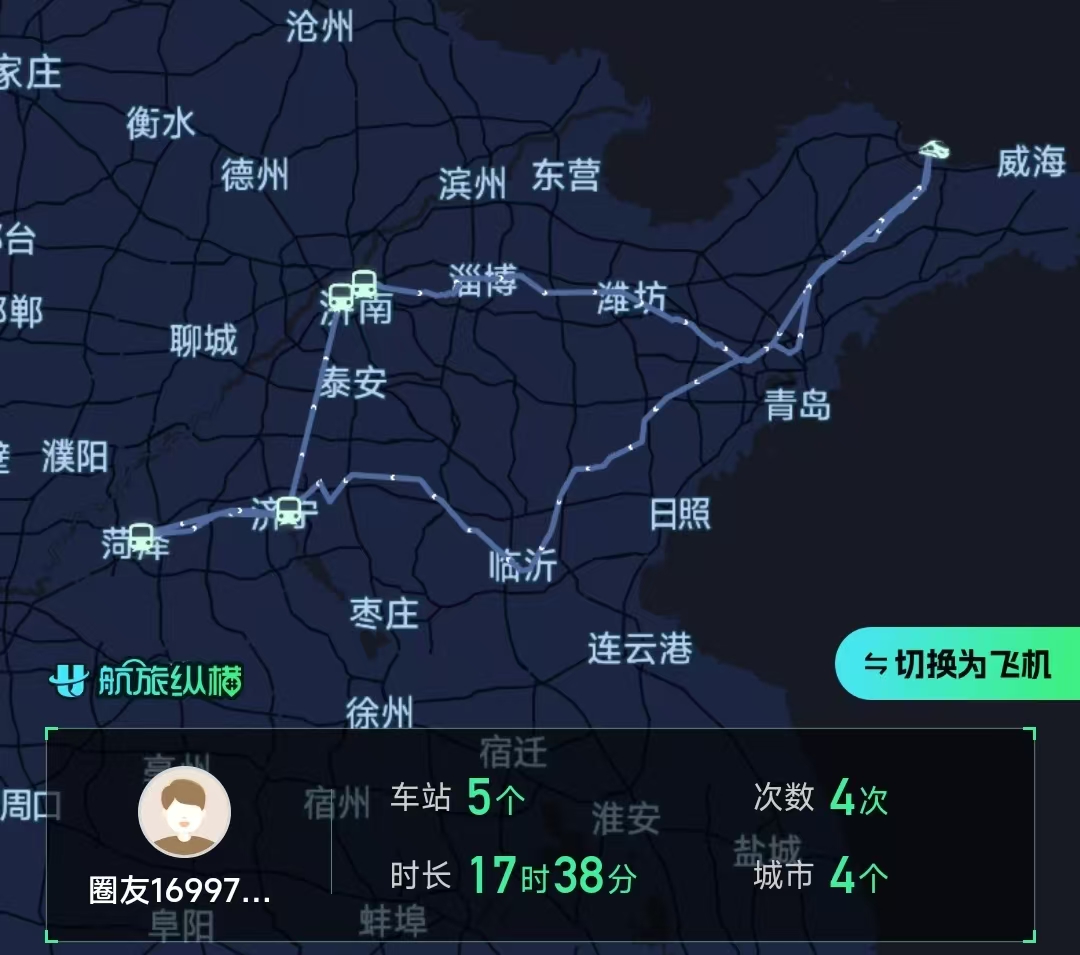 沧州
家庄
衡水
德州
滨州
东营
威海
台
淄博
邯郸
潍坊
济南
聊城
泰安
青岛
濮阳
济宁
日照
菏泽
临沂
枣庄
连云港
⇋切换为飞机
航旅纵横
徐州
宿迁
亳州
周口
宿州
车站 5个
淮安
次数 4次
盐城
时长 17时38分
城市 4个
圈友16997...
阜阳
蚌埠